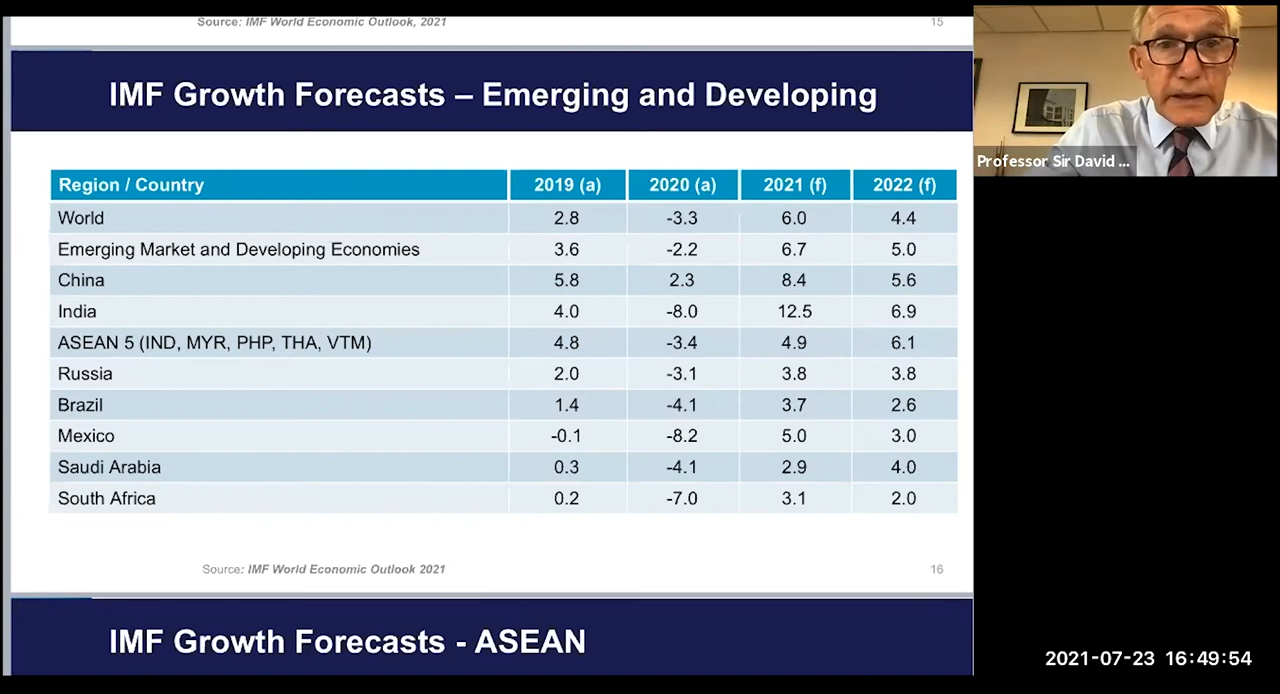 Source: IMF World Economic Outlook, 2021
15
IMF Growth Forecasts – Emerging and Developing
Region / Country 2019 (a) 2020 (a) 2021 (f) 2022 (f)
World 2.8 -3.3 6.0 4.4
Emerging Market and Developing Economies 3.6 -2.2 6.7 5.0
China 5.8 2.3 8.4 5.6
India 4.0 -8.0 12.5 6.9
ASEAN 5 (IND, MYR, PHP, THA, VTM) 4.8 -3.4 4.9 6.1
Russia 2.0 -3.1 3.8 3.8
Brazil 1.4 -4.1 3.7 2.6
Mexico -0.1 -8.2 5.0 3.0
Saudi Arabia 0.3 -4.1 2.9 4.0
South Africa 0.2 -7.0 3.1 2.0
Source: IMF World Economic Outlook 2021
16
IMF Growth Forecasts - ASEAN
Professor Sir David ...
2021-07-23 16:49:54